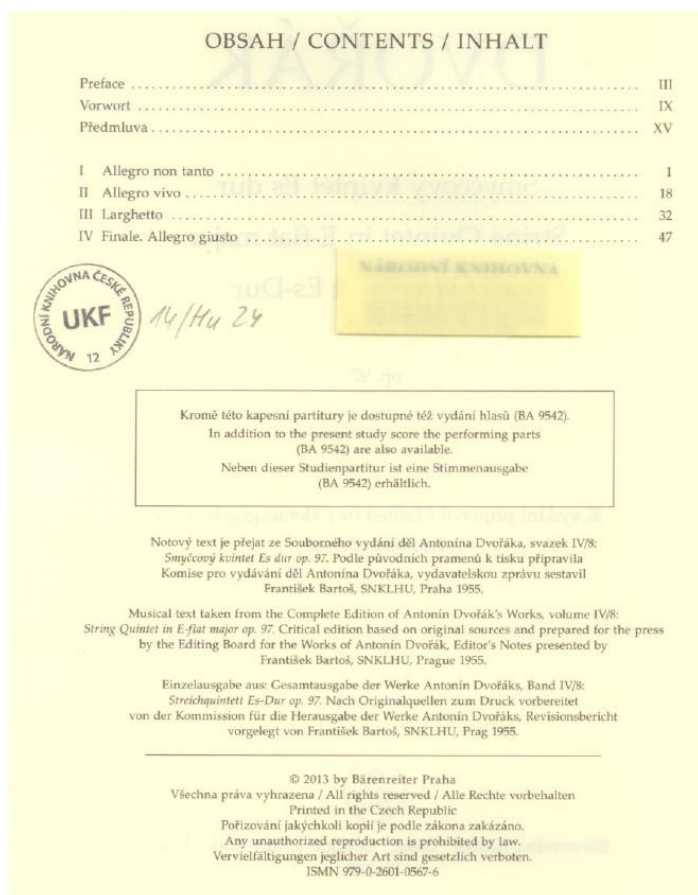 OBSAH / CONTENTS / INHALT
Preface ........ III
Vorwort ........ IX
Předmluva ........ XV
I Allegro non tanto ........ 1
II Allegro vivo ........ 18
III Larghetto ........ 32
IV Finale. Allegro giusto ........ 47
NÁRODNÍ KNIHOVNA ČESKÉ REPUBLIKY
UKF
12
14/Hu 24
NÁRODNÍ KNIHOVNA
Kromě této kapesní partitury je dostupné též vydání hlasů (BA 9542).
In addition to the present study score the performing parts
(BA 9542) are also available.
Neben dieser Studienpartitur ist eine Stimmenausgabe
(BA 9542) erhältlich.
Notový text je přejat ze Souborného vydání děl Antonína Dvořáka, svazek IV/8:
Smyčcový kvintet Es dur op. 97. Podle původních pramenů k tisku připravila
Komise pro vydávání děl Antonína Dvořáka, vydavatelskou zprávu sestavil
František Bartoš, SNKLHU, Praha 1955.
Musical text taken from the Complete Edition of Antonín Dvořák's Works, volume IV/8:
String Quintet in E-flat major op. 97. Critical edition based on original sources and prepared for the press
by the Editing Board for the Works of Antonín Dvořák, Editor's Notes presented by
František Bartoš, SNKLHU, Prague 1955.
Einzelausgabe aus: Gesamtausgabe der Werke Antonín Dvořáks, Band IV/8:
Streichquintett Es-Dur op. 97. Nach Originalquellen zum Druck vorbereitet
von der Kommission für die Herausgabe der Werke Antonín Dvořáks, Revisionsbericht
vorgelegt von František Bartoš, SNKLHU, Prag 1955.
© 2013 by Bärenreiter Praha
Všechna práva vyhrazena / All rights reserved / Alle Rechte vorbehalten
Printed in the Czech Republic
Pořizování jakýchkoli kopií je podle zákona zakázáno.
Any unauthorized reproduction is prohibited by law.
Vervielfältigungen jeglicher Art sind gesetzlich verboten.
ISMN 979-0-2601-0567-6